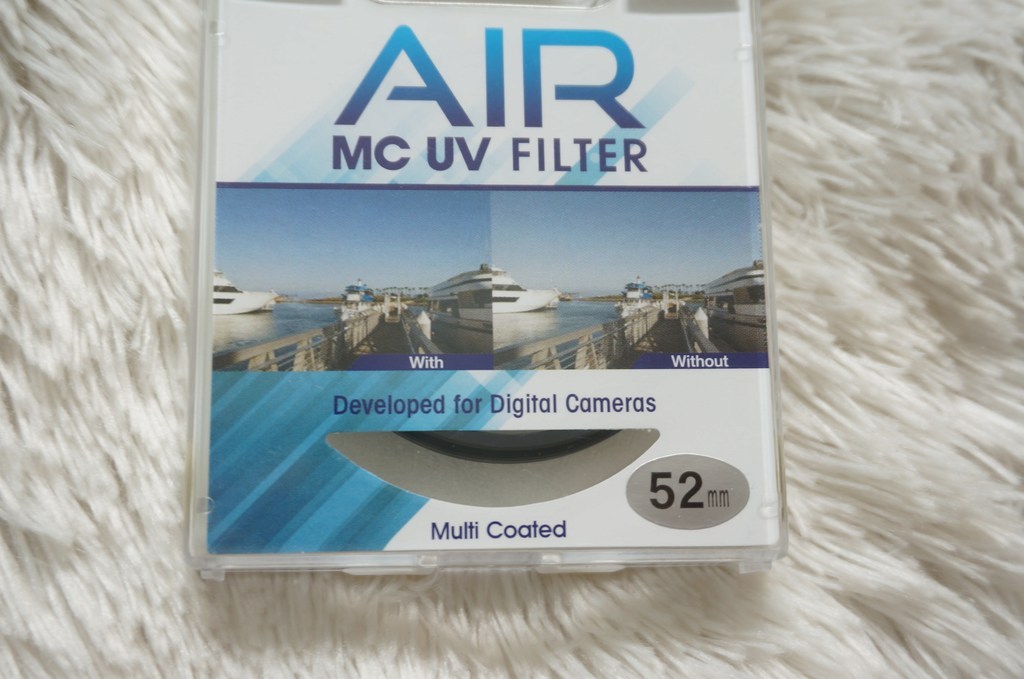 AIR
MC UV FILTER
With
Without
Developed for Digital Cameras
52mm
Multi Coated